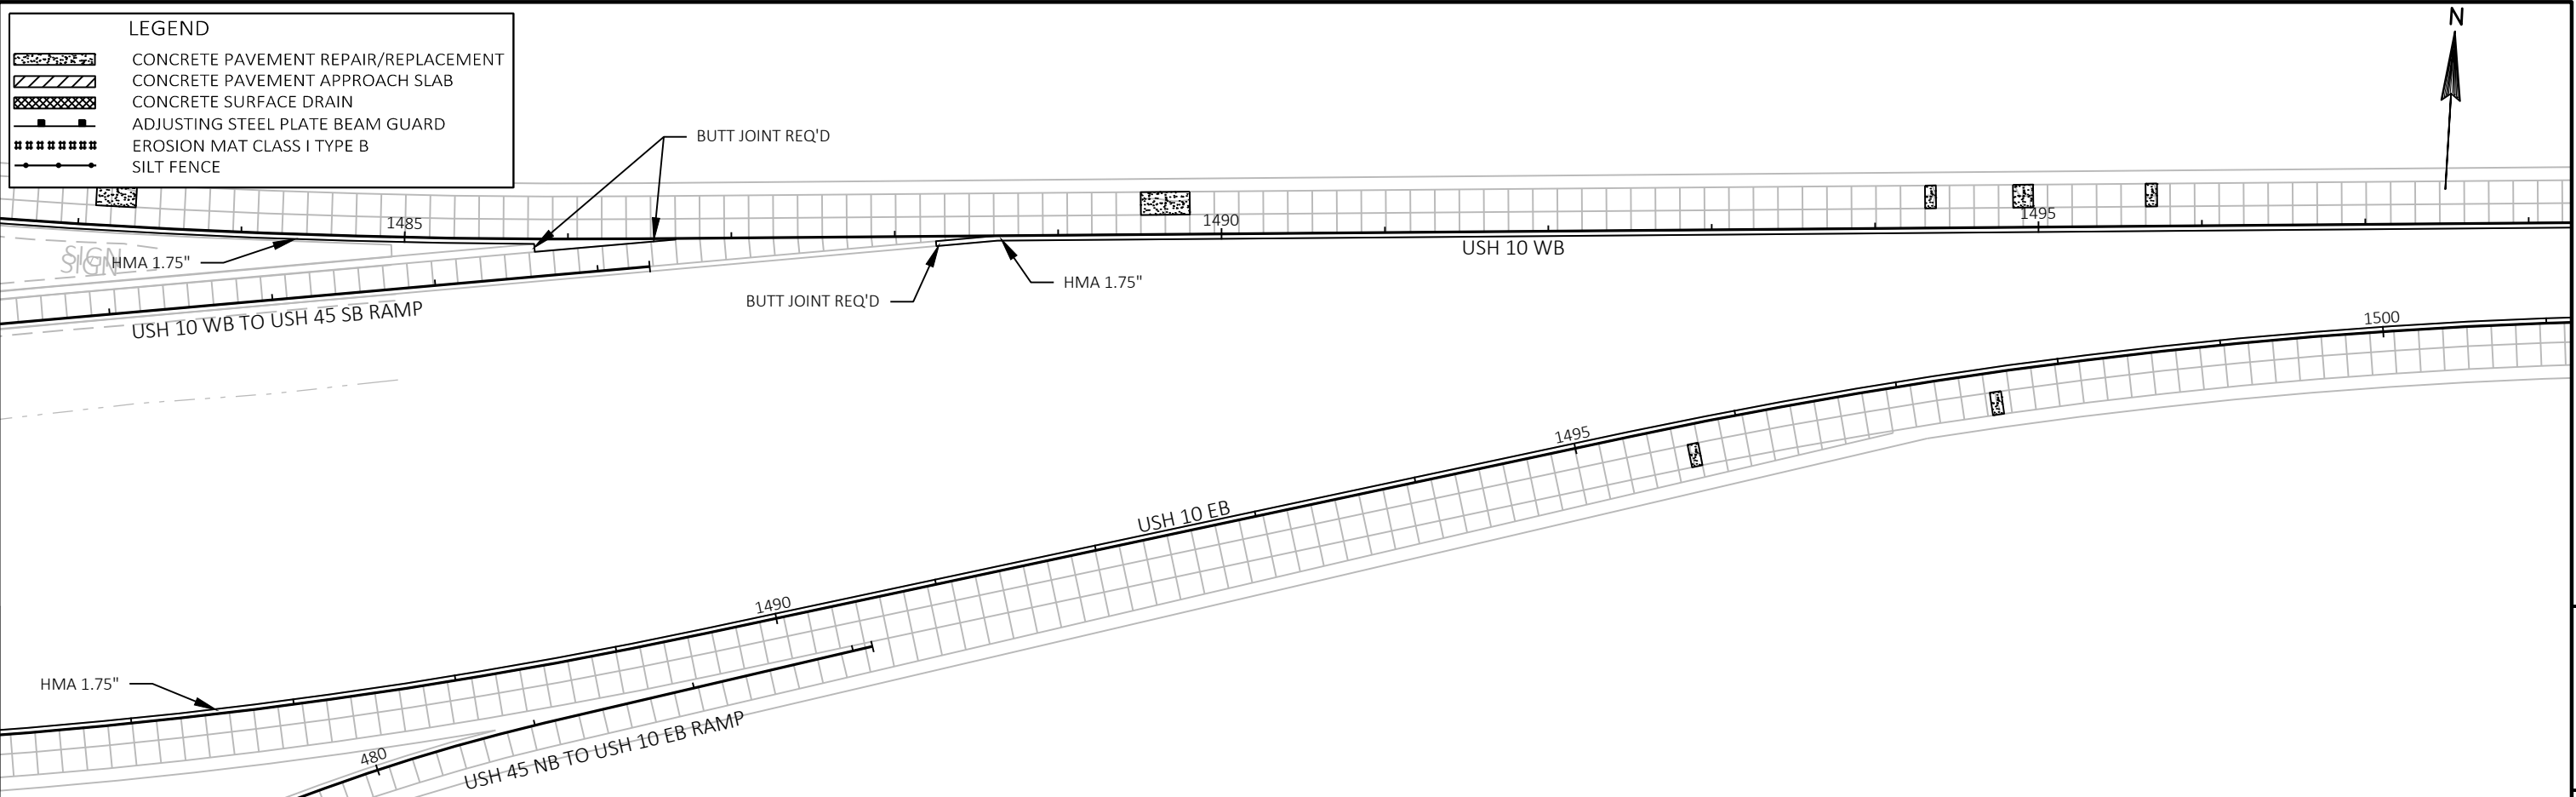 LEGEND
CONCRETE PAVEMENT REPAIR/REPLACEMENT
CONCRETE PAVEMENT APPROACH SLAB
CONCRETE SURFACE DRAIN
ADJUSTING STEEL PLATE BEAM GUARD
EROSION MAT CLASS I TYPE B
SILT FENCE
N
BUTT JOINT REQ'D
1485
1490
1495
SIGN
SIGN
HMA 1.75"
USH 10 WB
HMA 1.75"
BUTT JOINT REQ'D
USH 10 WB TO USH 45 SB RAMP
1500
1495
USH 10 EB
1490
HMA 1.75"
USH 45 NB TO USH 10 EB RAMP
480